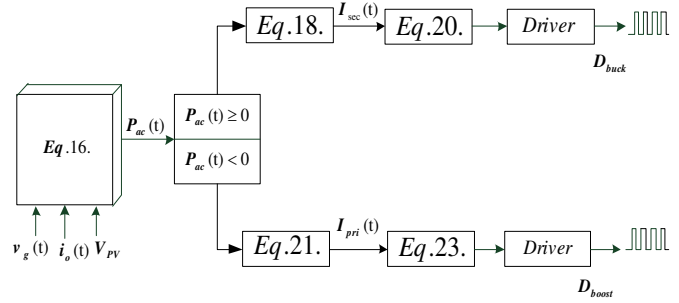 Eq.18.
I_sec(t)
Eq.20.
Driver
D_buck
Eq.16.
P_ac(t)
P_ac(t) ≥ 0
P_ac(t) < 0
v_g(t) i_o(t) V_PV
Eq.21.
I_pri(t)
Eq.23.
Driver
D_boost